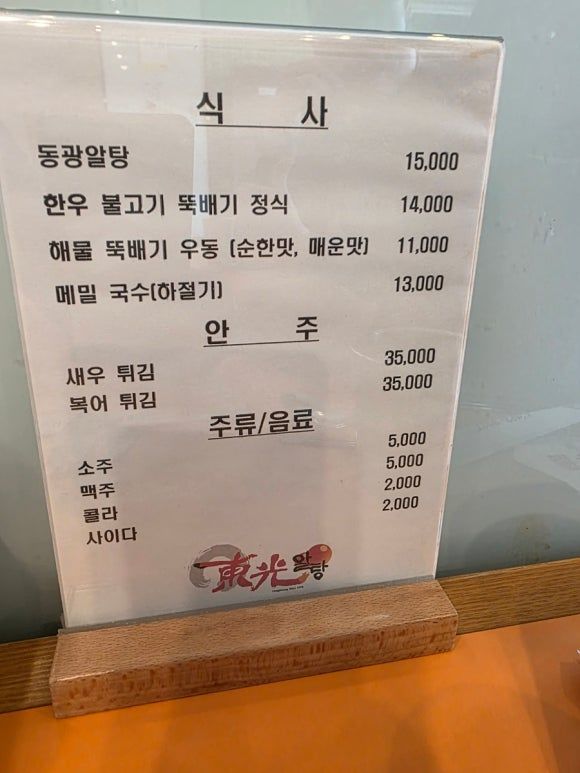 식 사
동광알탕 15,000
한우 불고기 뚝배기 정식 14,000
해물 뚝배기 우동 (순한맛, 매운맛) 11,000
메밀 국수(하절기) 13,000
안 주
새우 튀김 35,000
복어 튀김 35,000
주류/음료
소주 5,000
맥주 5,000
콜라 2,000
사이다 2,000
東光 알탕